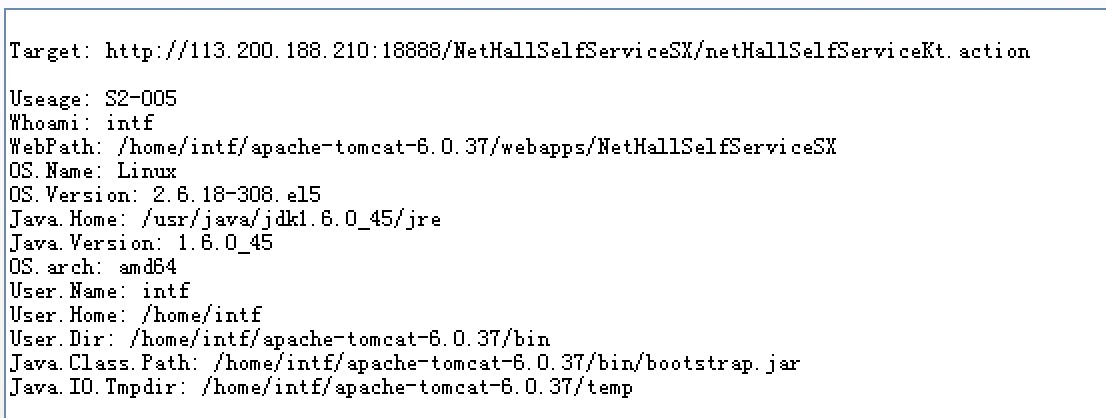 Target: http://113.200.188.210:18888/NetHallSelfServiceSX/netHallSelfServiceKt.action
Useage: S2-005
Whoami: intf
WebPath: /home/intf/apache-tomcat-6.0.37/webapps/NetHallSelfServiceSX
OS.Name: Linux
OS.Version: 2.6.18-308.el5
Java.Home: /usr/java/jdk1.6.0_45/jre
Java.Version: 1.6.0_45
OS.arch: amd64
User.Name: intf
User.Home: /home/intf
User.Dir: /home/intf/apache-tomcat-6.0.37/bin
Java.Class.Path: /home/intf/apache-tomcat-6.0.37/bin/bootstrap.jar
Java.IO.Tmpdir: /home/intf/apache-tomcat-6.0.37/temp